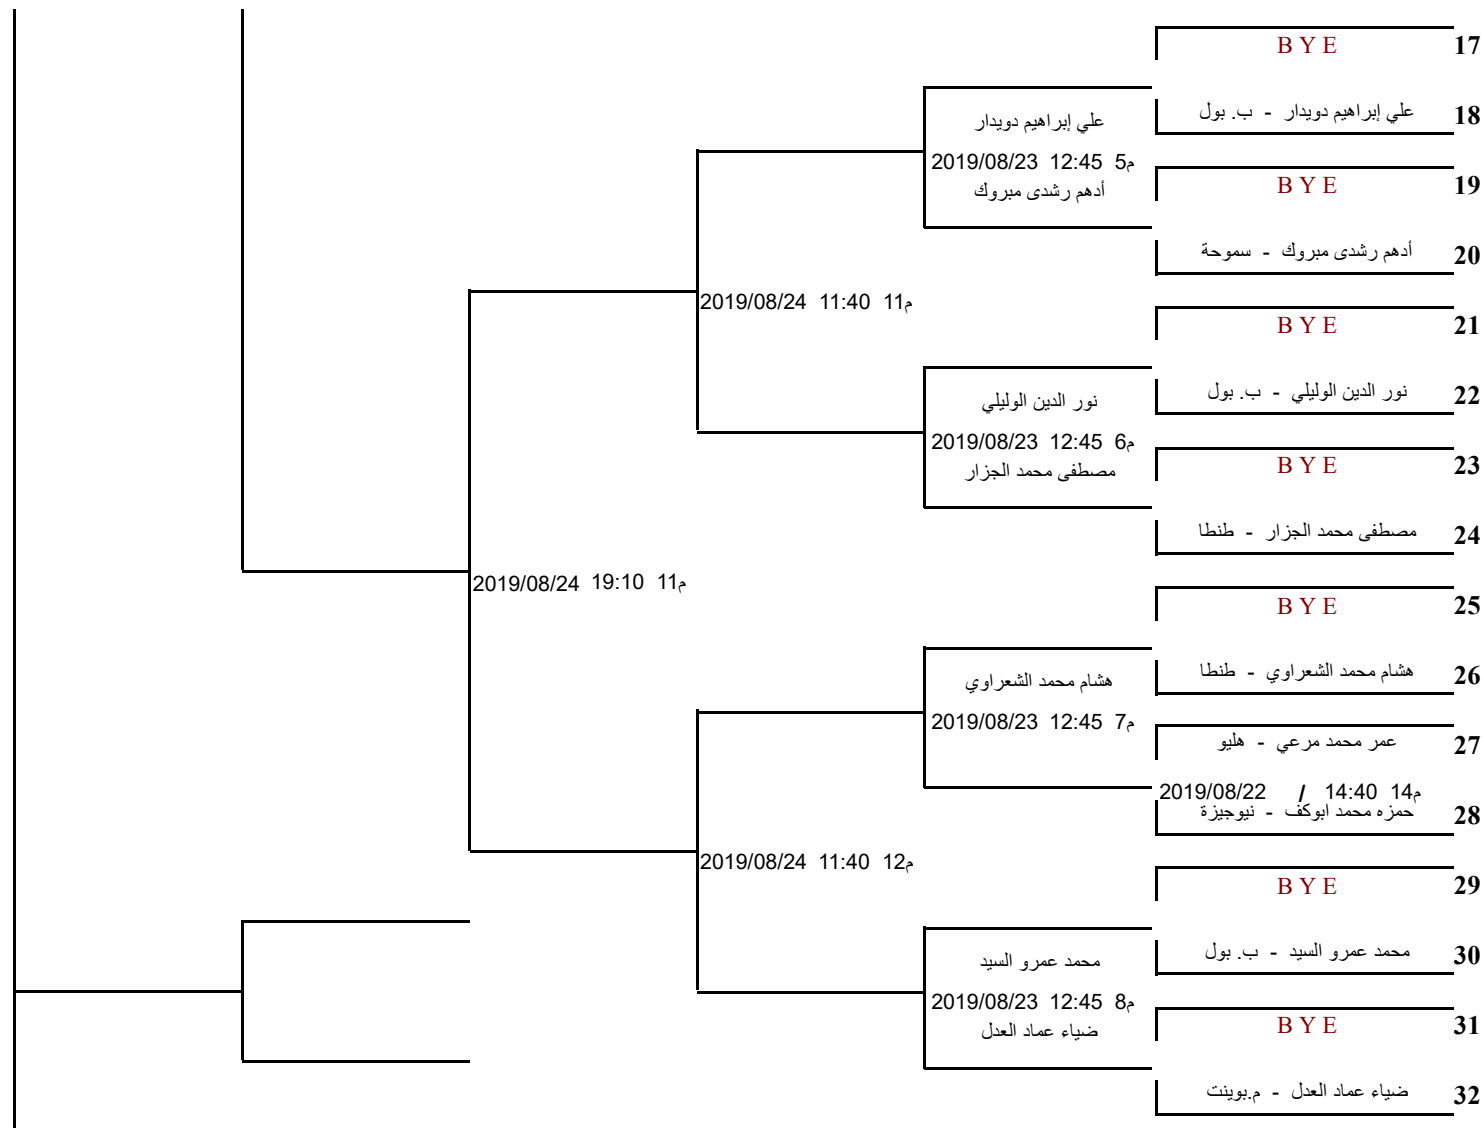 B Y E 17
علي إبراهيم دويدار - ب. بول 18
علي إبراهيم دويدار
2019/08/23 12:45 م5
أدهم رشدى مبروك
B Y E 19
أدهم رشدى مبروك - سموحة 20
2019/08/24 11:40 م11
B Y E 21
نور الدين الوليلي - ب. بول 22
نور الدين الوليلي
2019/08/23 12:45 م6
مصطفى محمد الجزار
B Y E 23
مصطفى محمد الجزار - طنطا 24
2019/08/24 19:10 م11
B Y E 25
هشام محمد الشعراوي - طنطا 26
هشام محمد الشعراوي
2019/08/23 12:45 م7
عمر محمد مرعي - هليو 27
2019/08/22 / 14:40 م14
حمزه محمد ابوكف - نيوجيزة 28
2019/08/24 11:40 م12
B Y E 29
محمد عمرو السيد - ب. بول 30
محمد عمرو السيد
2019/08/23 12:45 م8
ضياء عماد العدل
B Y E 31
ضياء عماد العدل - م.بوينت 32